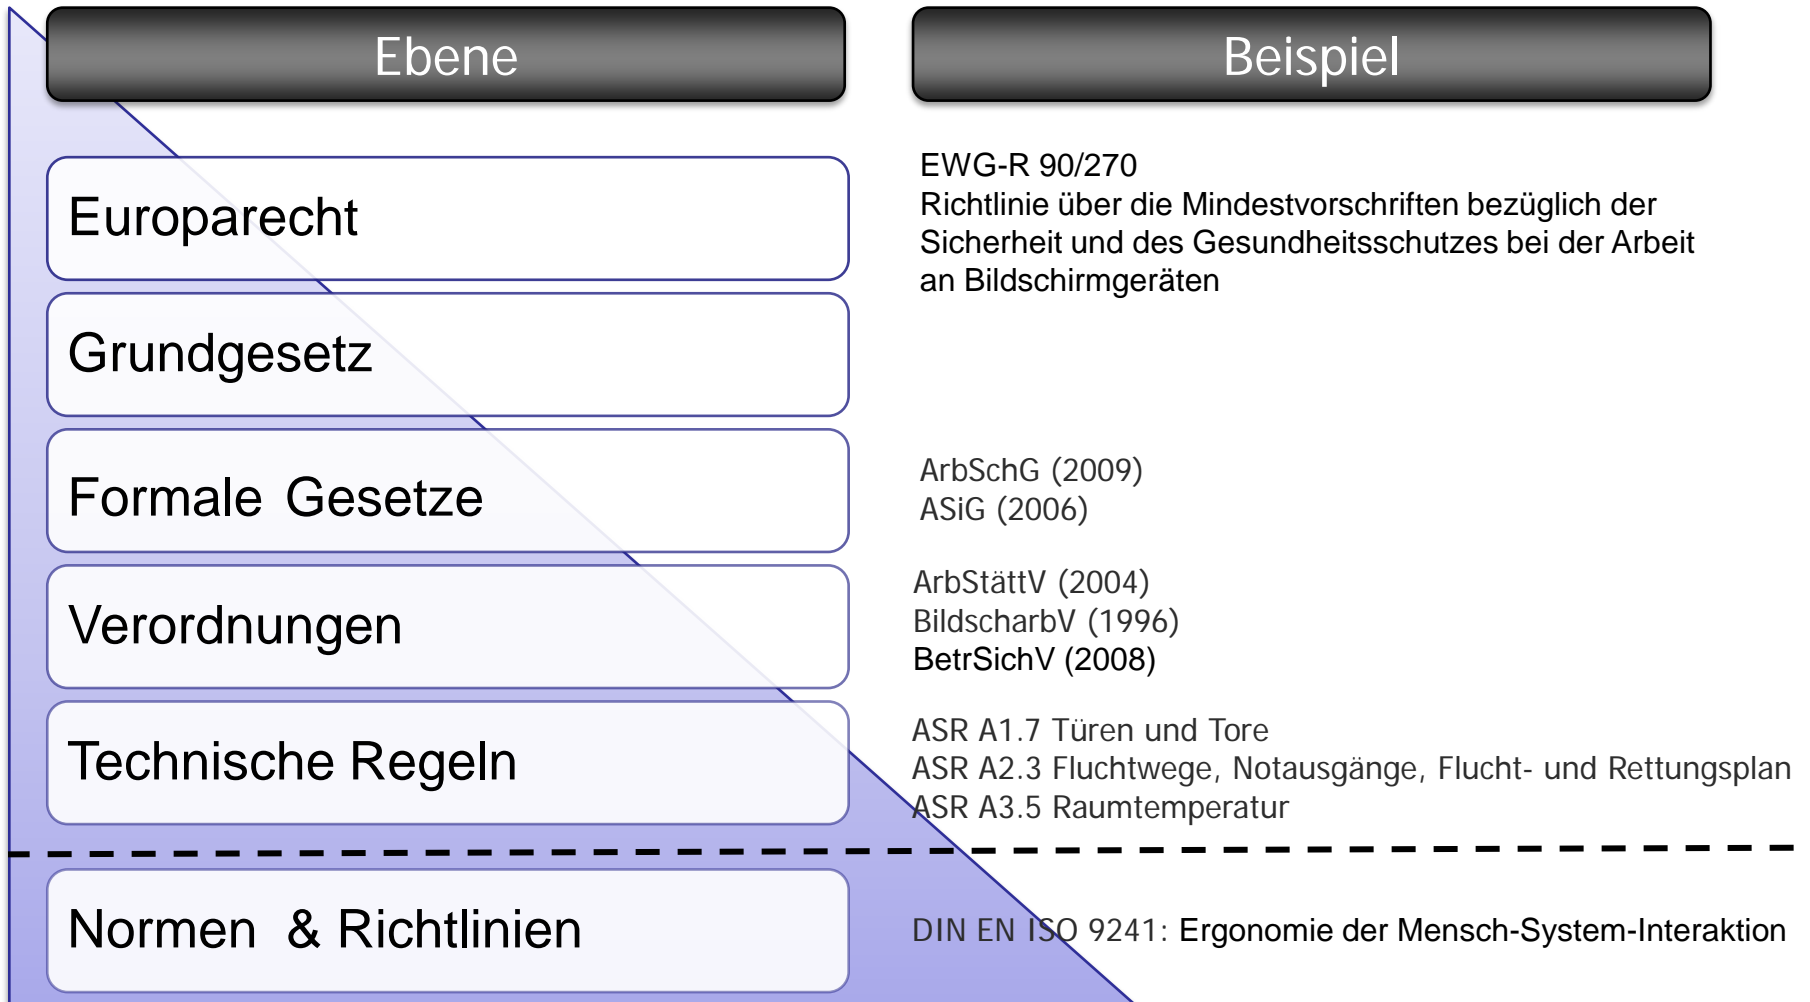 Ebene
Beispiel
Europarecht
EWG-R 90/270
Richtlinie über die Mindestvorschriften bezüglich der
Sicherheit und des Gesundheitsschutzes bei der Arbeit
an Bildschirmgeräten
Grundgesetz
Formale Gesetze
ArbSchG (2009)
ASiG (2006)
Verordnungen
ArbStättV (2004)
BildscharbV (1996)
BetrSichV (2008)
Technische Regeln
ASR A1.7 Türen und Tore
ASR A2.3 Fluchtwege, Notausgänge, Flucht- und Rettungsplan
ASR A3.5 Raumtemperatur
Normen & Richtlinien
DIN EN ISO 9241: Ergonomie der Mensch-System-Interaktion